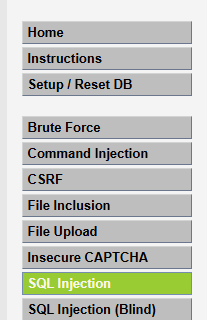 Home
Instructions
Setup / Reset DB
Brute Force
Command Injection
CSRF
File Inclusion
File Upload
Insecure CAPTCHA
SQL Injection
SQL Injection (Blind)